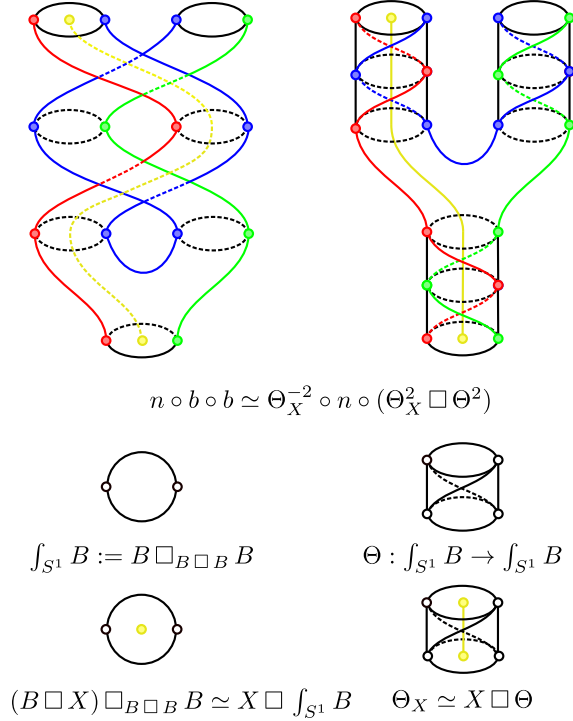 n ∘ b ∘ b ≃ Θ_X^{-2} ∘ n ∘ (Θ_X^2 □ Θ^2)
∫_{S^1} B := B □_{B □ B} B
Θ : ∫_{S^1} B → ∫_{S^1} B
(B □ X) □_{B □ B} B ≃ X □ ∫_{S^1} B
Θ_X ≃ X □ Θ